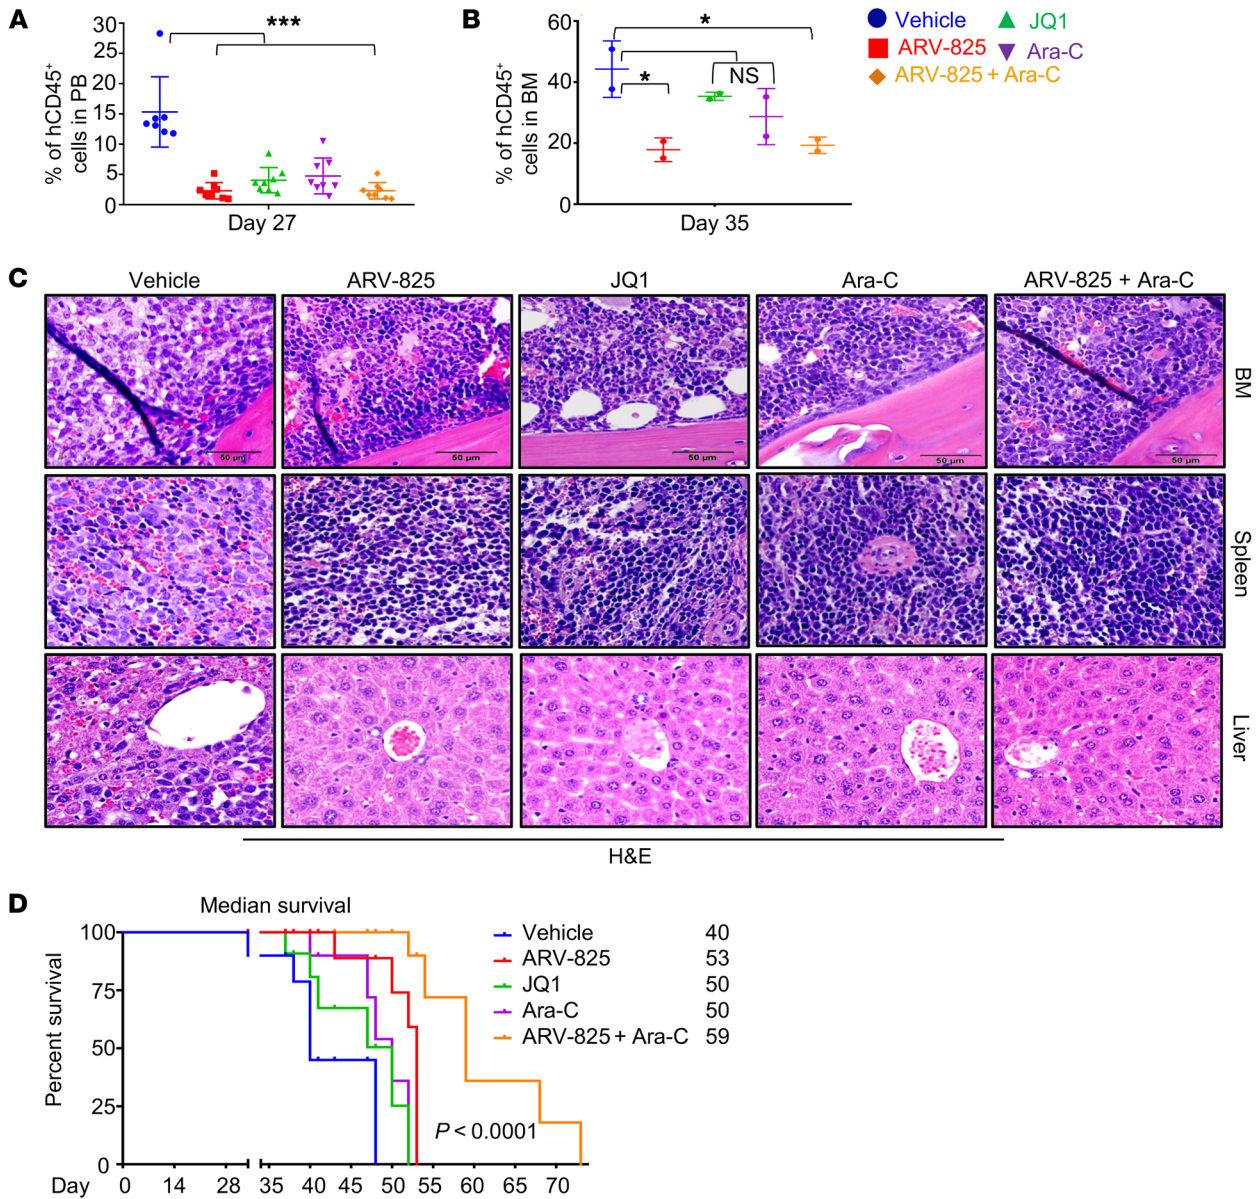 A
% of hCD45+
cells in PB
30
25
20
15
10
5
0
***
Day 27
B
% of hCD45+
cells in BM
60
40
20
0
*
*
NS
Day 35
Vehicle
JQ1
ARV-825
Ara-C
ARV-825 + Ara-C
C
Vehicle
ARV-825
JQ1
Ara-C
ARV-825 + Ara-C
50 µm
50 µm
50 µm
50 µm
50 µm
BM
Spleen
Liver
H&E
D
Median survival
Percent survival
100
75
50
25
0
Vehicle 40
ARV-825 53
JQ1 50
Ara-C 50
ARV-825 + Ara-C 59
P < 0.0001
Day 0 14 28 35 40 45 50 55 60 65 70